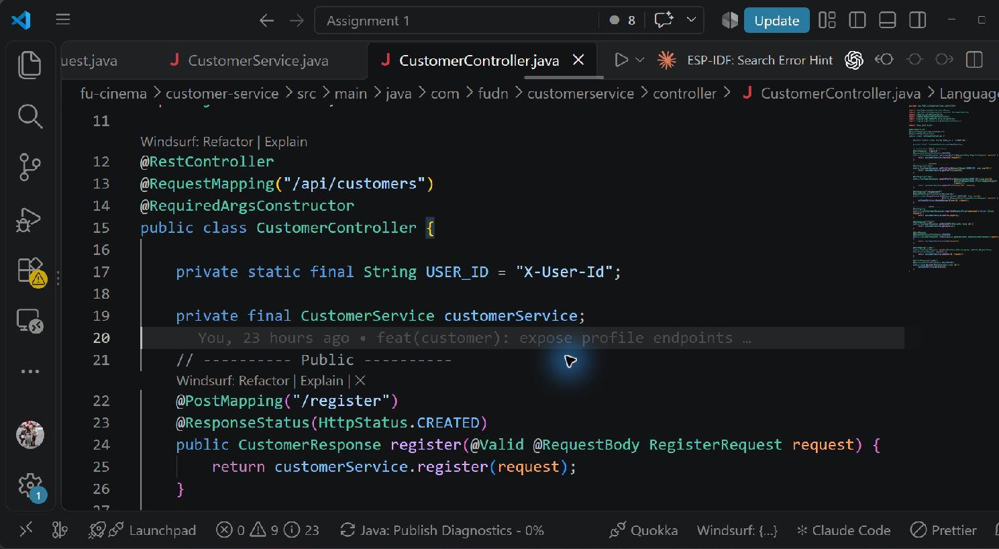 Assignment 1
8
Update
uest.java
CustomerService.java
CustomerController.java
ESP-IDF: Search Error Hint
fu-cinema > customer-service > src > main > java > com > fudn > customerservice > controller > CustomerController.java > Language
11
Windsurf: Refactor | Explain
12 @RestController
13 @RequestMapping("/api/customers")
14 @RequiredArgsConstructor
15 public class CustomerController {
16
17 private static final String USER_ID = "X-User-Id";
18
19 private final CustomerService customerService;
20 You, 23 hours ago • feat(customer): expose profile endpoints …
21 // ---------- Public ----------
Windsurf: Refactor | Explain | X
22 @PostMapping("/register")
23 @ResponseStatus(HttpStatus.CREATED)
24 public CustomerResponse register(@Valid @RequestBody RegisterRequest request) {
25 return customerService.register(request);
26 }
27
1
Launchpad 0 9 23 Java: Publish Diagnostics - 0% Quokka Windsurf: {...} Claude Code Prettier